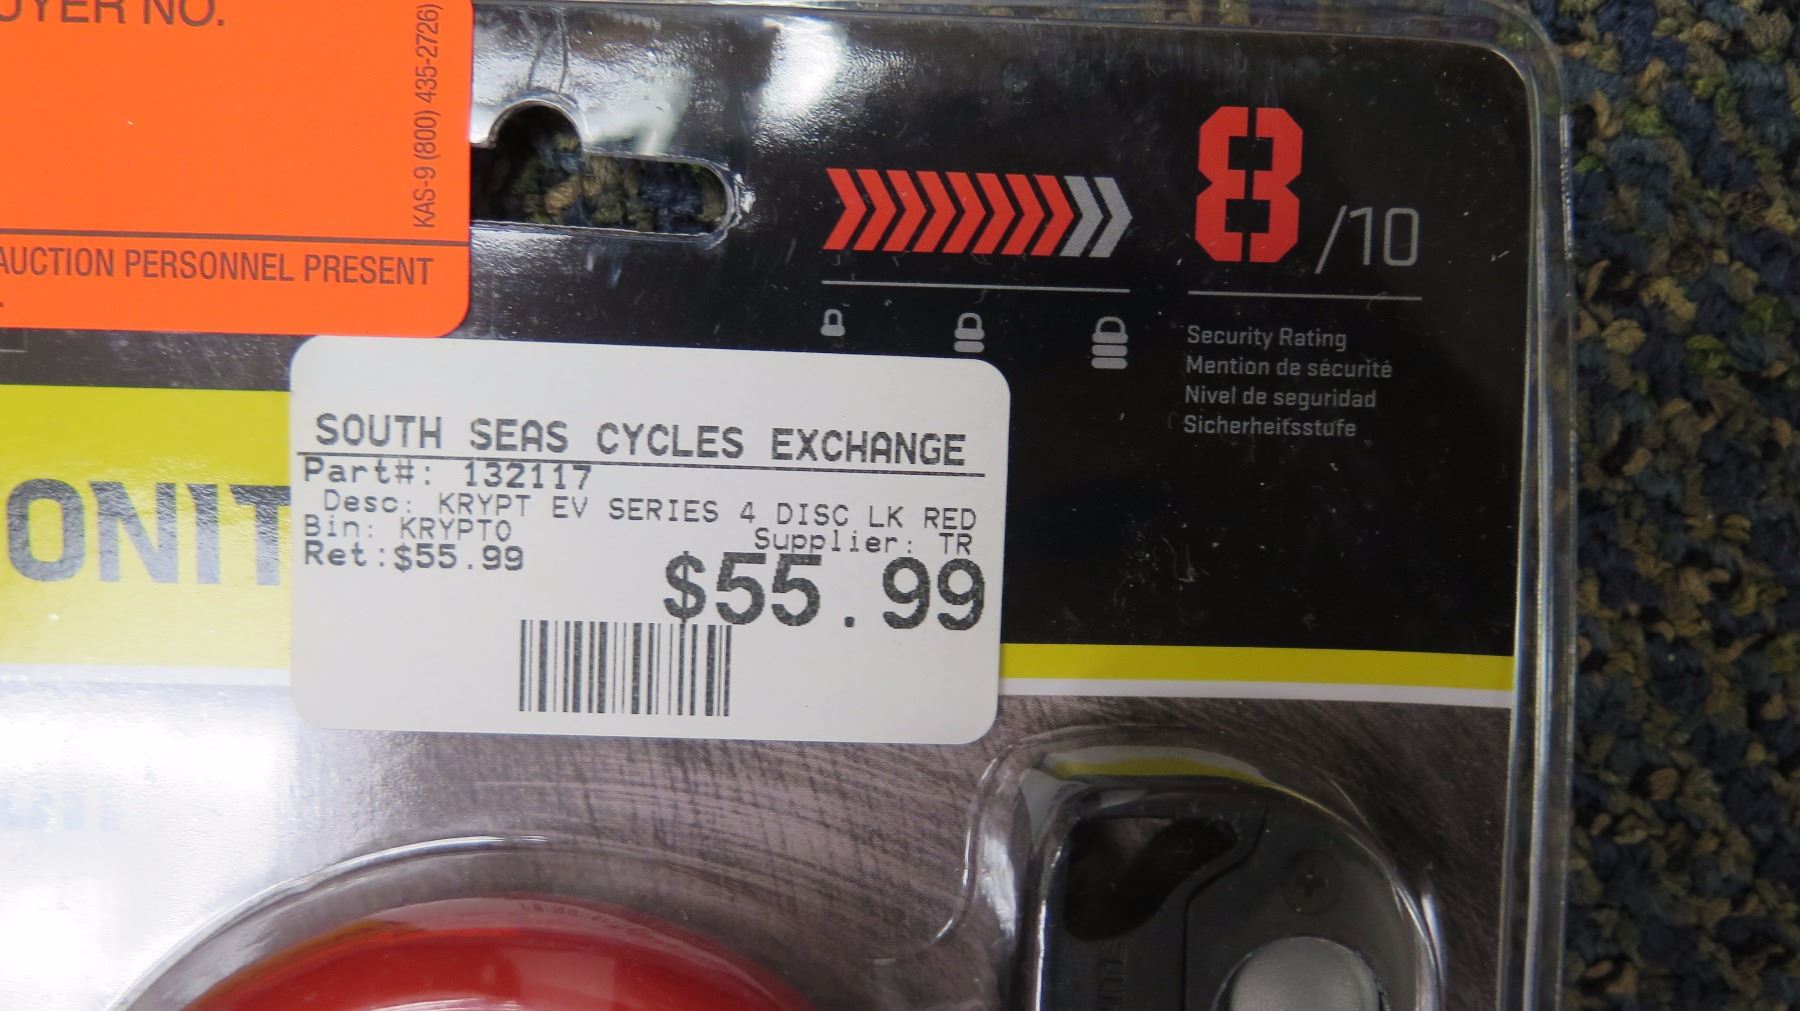 OYER NO.
KAS-9 (800) 435-2726)
AUCTION PERSONNEL PRESENT
8/10
Security Rating
Mention de sécurité
Nivel de seguridad
Sicherheitsstufe
SOUTH SEAS CYCLES EXCHANGE
Part#: 132117
Desc: KRYPT EV SERIES 4 DISC LK RED
Bin: KRYPTO Supplier: TR
Ret:$55.99
$55.99
ONIT